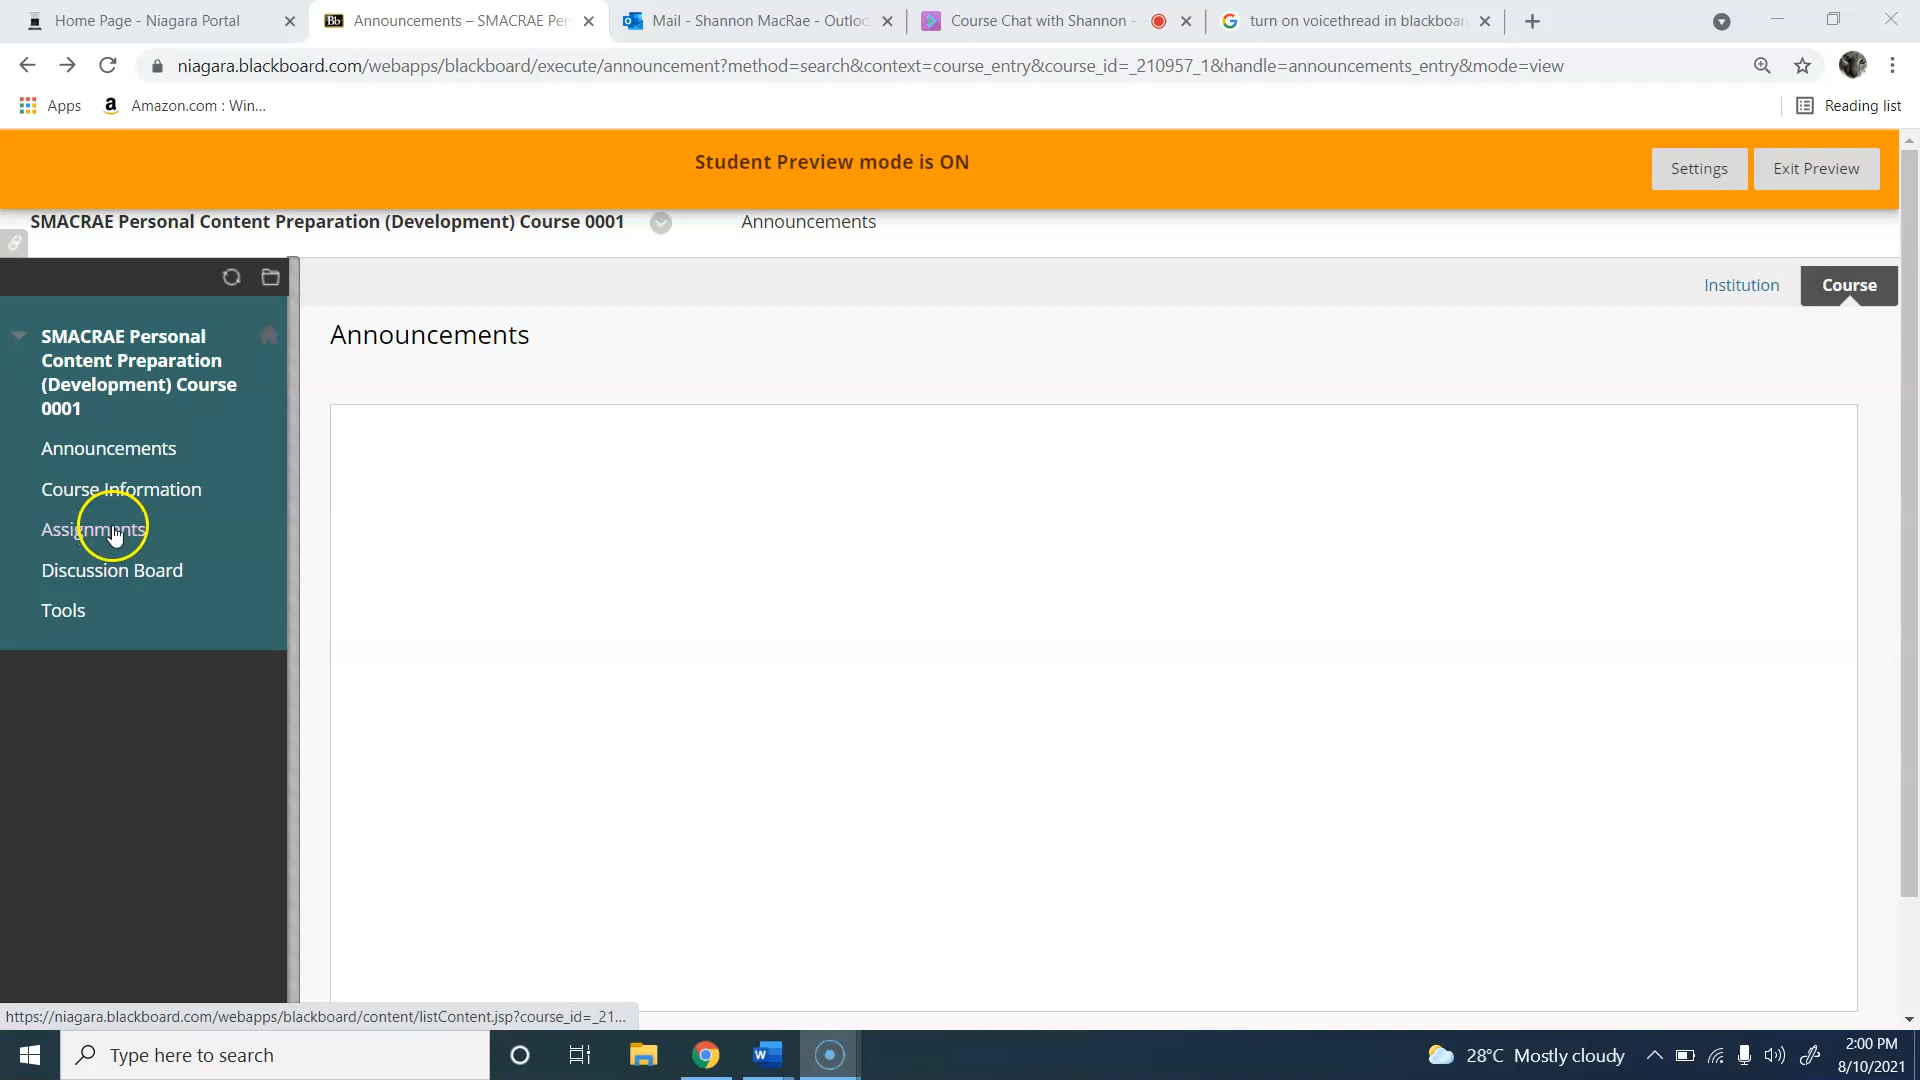 Home Page - Niagara Portal
Announcements – SMACRAE Per
Mail - Shannon MacRae - Outloo
Course Chat with Shannon -
turn on voicethread in blackboar
niagara.blackboard.com/webapps/blackboard/execute/announcement?method=search&context=course_entry&course_id=_210957_1&handle=announcements_entry&mode=view
Apps
Amazon.com : Win...
Reading list
Student Preview mode is ON
Settings
Exit Preview
SMACRAE Personal Content Preparation (Development) Course 0001
Announcements
Institution
Course
SMACRAE Personal
Content Preparation
(Development) Course
0001
Announcements
Course Information
Assignments
Discussion Board
Tools
Announcements
https://niagara.blackboard.com/webapps/blackboard/content/listContent.jsp?course_id=_21...
Type here to search
28°C Mostly cloudy
2:00 PM
8/10/2021